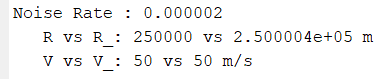 Noise Rate : 0.000002
R vs R_: 250000 vs 2.500004e+05 m
V vs V_: 50 vs 50 m/s